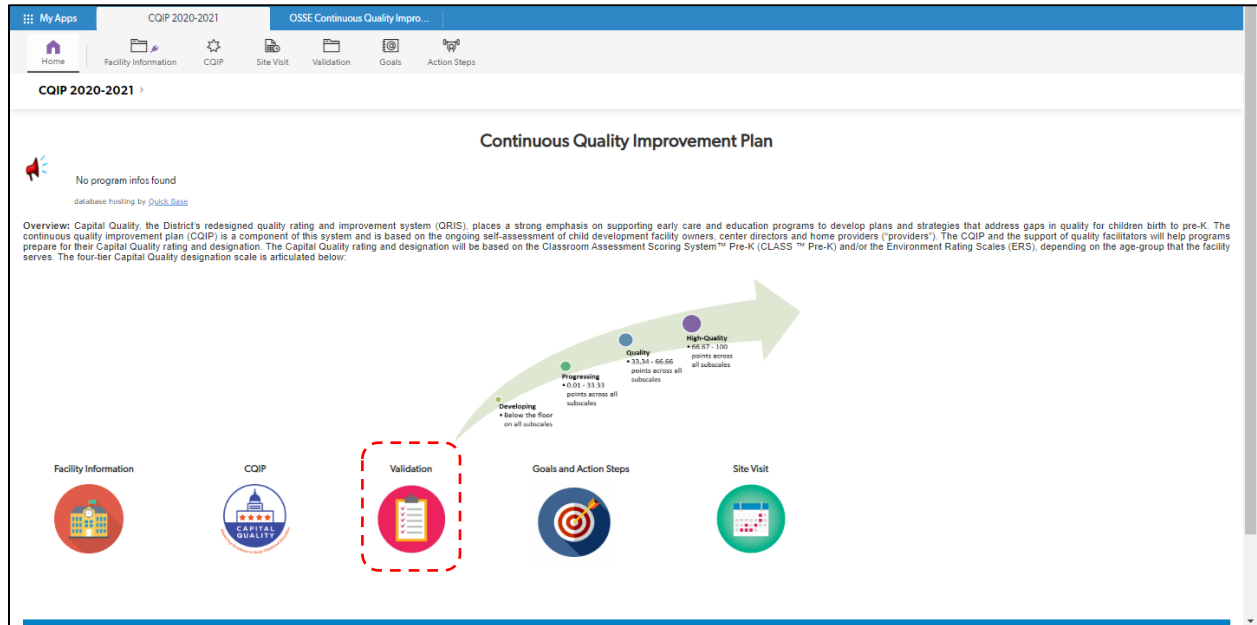 My Apps
CQIP 2020-2021
OSSE Continuous Quality Impro...
Home
Facility Information
CQIP
Site Visit
Validation
Goals
Action Steps
CQIP 2020-2021 >
Continuous Quality Improvement Plan
No program infos found
database hosting by Quick Base
Overview: Capital Quality, the District's redesigned quality rating and improvement system (QRIS), places a strong emphasis on supporting early care and education programs to develop plans and strategies that address gaps in quality for children birth to pre-K. The
continuous quality improvement plan (CQIP) is a component of this system and is based on the ongoing self-assessment of child development facility owners, center directors and home providers ("providers"). The CQIP and the support of quality facilitators will help programs
prepare for their Capital Quality rating and designation. The Capital Quality rating and designation will be based on the Classroom Assessment Scoring System™ Pre-K (CLASS ™ Pre-K) and/or the Environment Rating Scales (ERS), depending on the age-group that the facility
serves. The four-tier Capital Quality designation scale is articulated below:
High-Quality
• 66.67 - 100
points across
all subscales
Quality
• 33.34 - 66.66
points across all
subscales
Progressing
• 0.01 - 33.33
points across all
subscales
Developing
• Below the floor
on all subscales
Facility Information
CQIP
Validation
Goals and Action Steps
Site Visit
CAPITAL
QUALITY